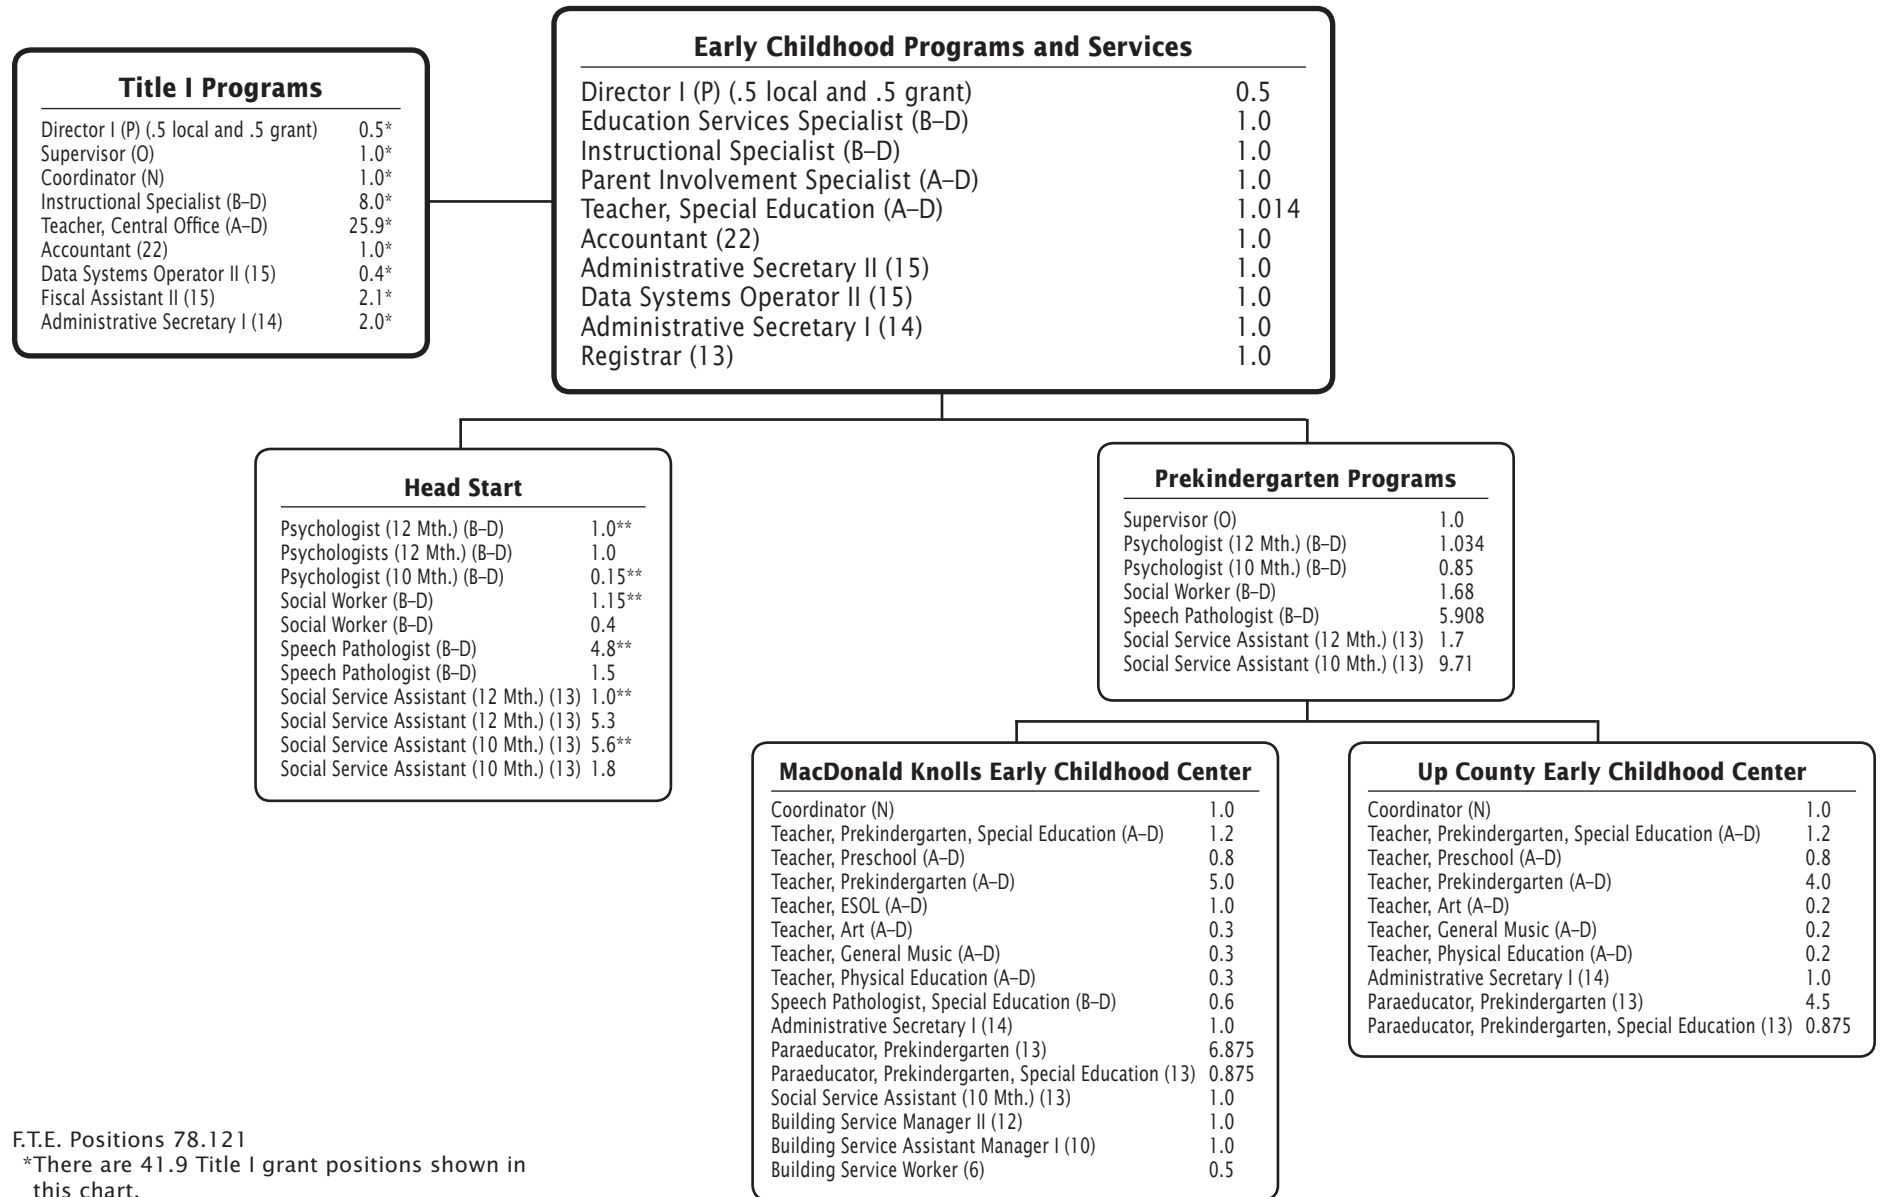 Title I Programs
Director I (P) (.5 local and .5 grant) 0.5*
Supervisor (O) 1.0*
Coordinator (N) 1.0*
Instructional Specialist (B–D) 8.0*
Teacher, Central Office (A–D) 25.9*
Accountant (22) 1.0*
Data Systems Operator II (15) 0.4*
Fiscal Assistant II (15) 2.1*
Administrative Secretary I (14) 2.0*
Early Childhood Programs and Services
Director I (P) (.5 local and .5 grant) 0.5
Education Services Specialist (B–D) 1.0
Instructional Specialist (B–D) 1.0
Parent Involvement Specialist (A–D) 1.0
Teacher, Special Education (A–D) 1.014
Accountant (22) 1.0
Administrative Secretary II (15) 1.0
Data Systems Operator II (15) 1.0
Administrative Secretary I (14) 1.0
Registrar (13) 1.0
Head Start
Psychologist (12 Mth.) (B–D) 1.0**
Psychologists (12 Mth.) (B–D) 1.0
Psychologist (10 Mth.) (B–D) 0.15**
Social Worker (B–D) 1.15**
Social Worker (B–D) 0.4
Speech Pathologist (B–D) 4.8**
Speech Pathologist (B–D) 1.5
Social Service Assistant (12 Mth.) (13) 1.0**
Social Service Assistant (12 Mth.) (13) 5.3
Social Service Assistant (10 Mth.) (13) 5.6**
Social Service Assistant (10 Mth.) (13) 1.8
Prekindergarten Programs
Supervisor (O) 1.0
Psychologist (12 Mth.) (B–D) 1.034
Psychologist (10 Mth.) (B–D) 0.85
Social Worker (B–D) 1.68
Speech Pathologist (B–D) 5.908
Social Service Assistant (12 Mth.) (13) 1.7
Social Service Assistant (10 Mth.) (13) 9.71
MacDonald Knolls Early Childhood Center
Coordinator (N) 1.0
Teacher, Prekindergarten, Special Education (A–D) 1.2
Teacher, Preschool (A–D) 0.8
Teacher, Prekindergarten (A–D) 5.0
Teacher, ESOL (A–D) 1.0
Teacher, Art (A–D) 0.3
Teacher, General Music (A–D) 0.3
Teacher, Physical Education (A–D) 0.3
Speech Pathologist, Special Education (B–D) 0.6
Administrative Secretary I (14) 1.0
Paraeducator, Prekindergarten (13) 6.875
Paraeducator, Prekindergarten, Special Education (13) 0.875
Social Service Assistant (10 Mth.) (13) 1.0
Building Service Manager II (12) 1.0
Building Service Assistant Manager I (10) 1.0
Building Service Worker (6) 0.5
Up County Early Childhood Center
Coordinator (N) 1.0
Teacher, Prekindergarten, Special Education (A–D) 1.2
Teacher, Preschool (A–D) 0.8
Teacher, Prekindergarten (A–D) 4.0
Teacher, Art (A–D) 0.2
Teacher, General Music (A–D) 0.2
Teacher, Physical Education (A–D) 0.2
Administrative Secretary I (14) 1.0
Paraeducator, Prekindergarten (13) 4.5
Paraeducator, Prekindergarten, Special Education (13) 0.875
F.T.E. Positions 78.121
*There are 41.9 Title I grant positions shown in
this chart.